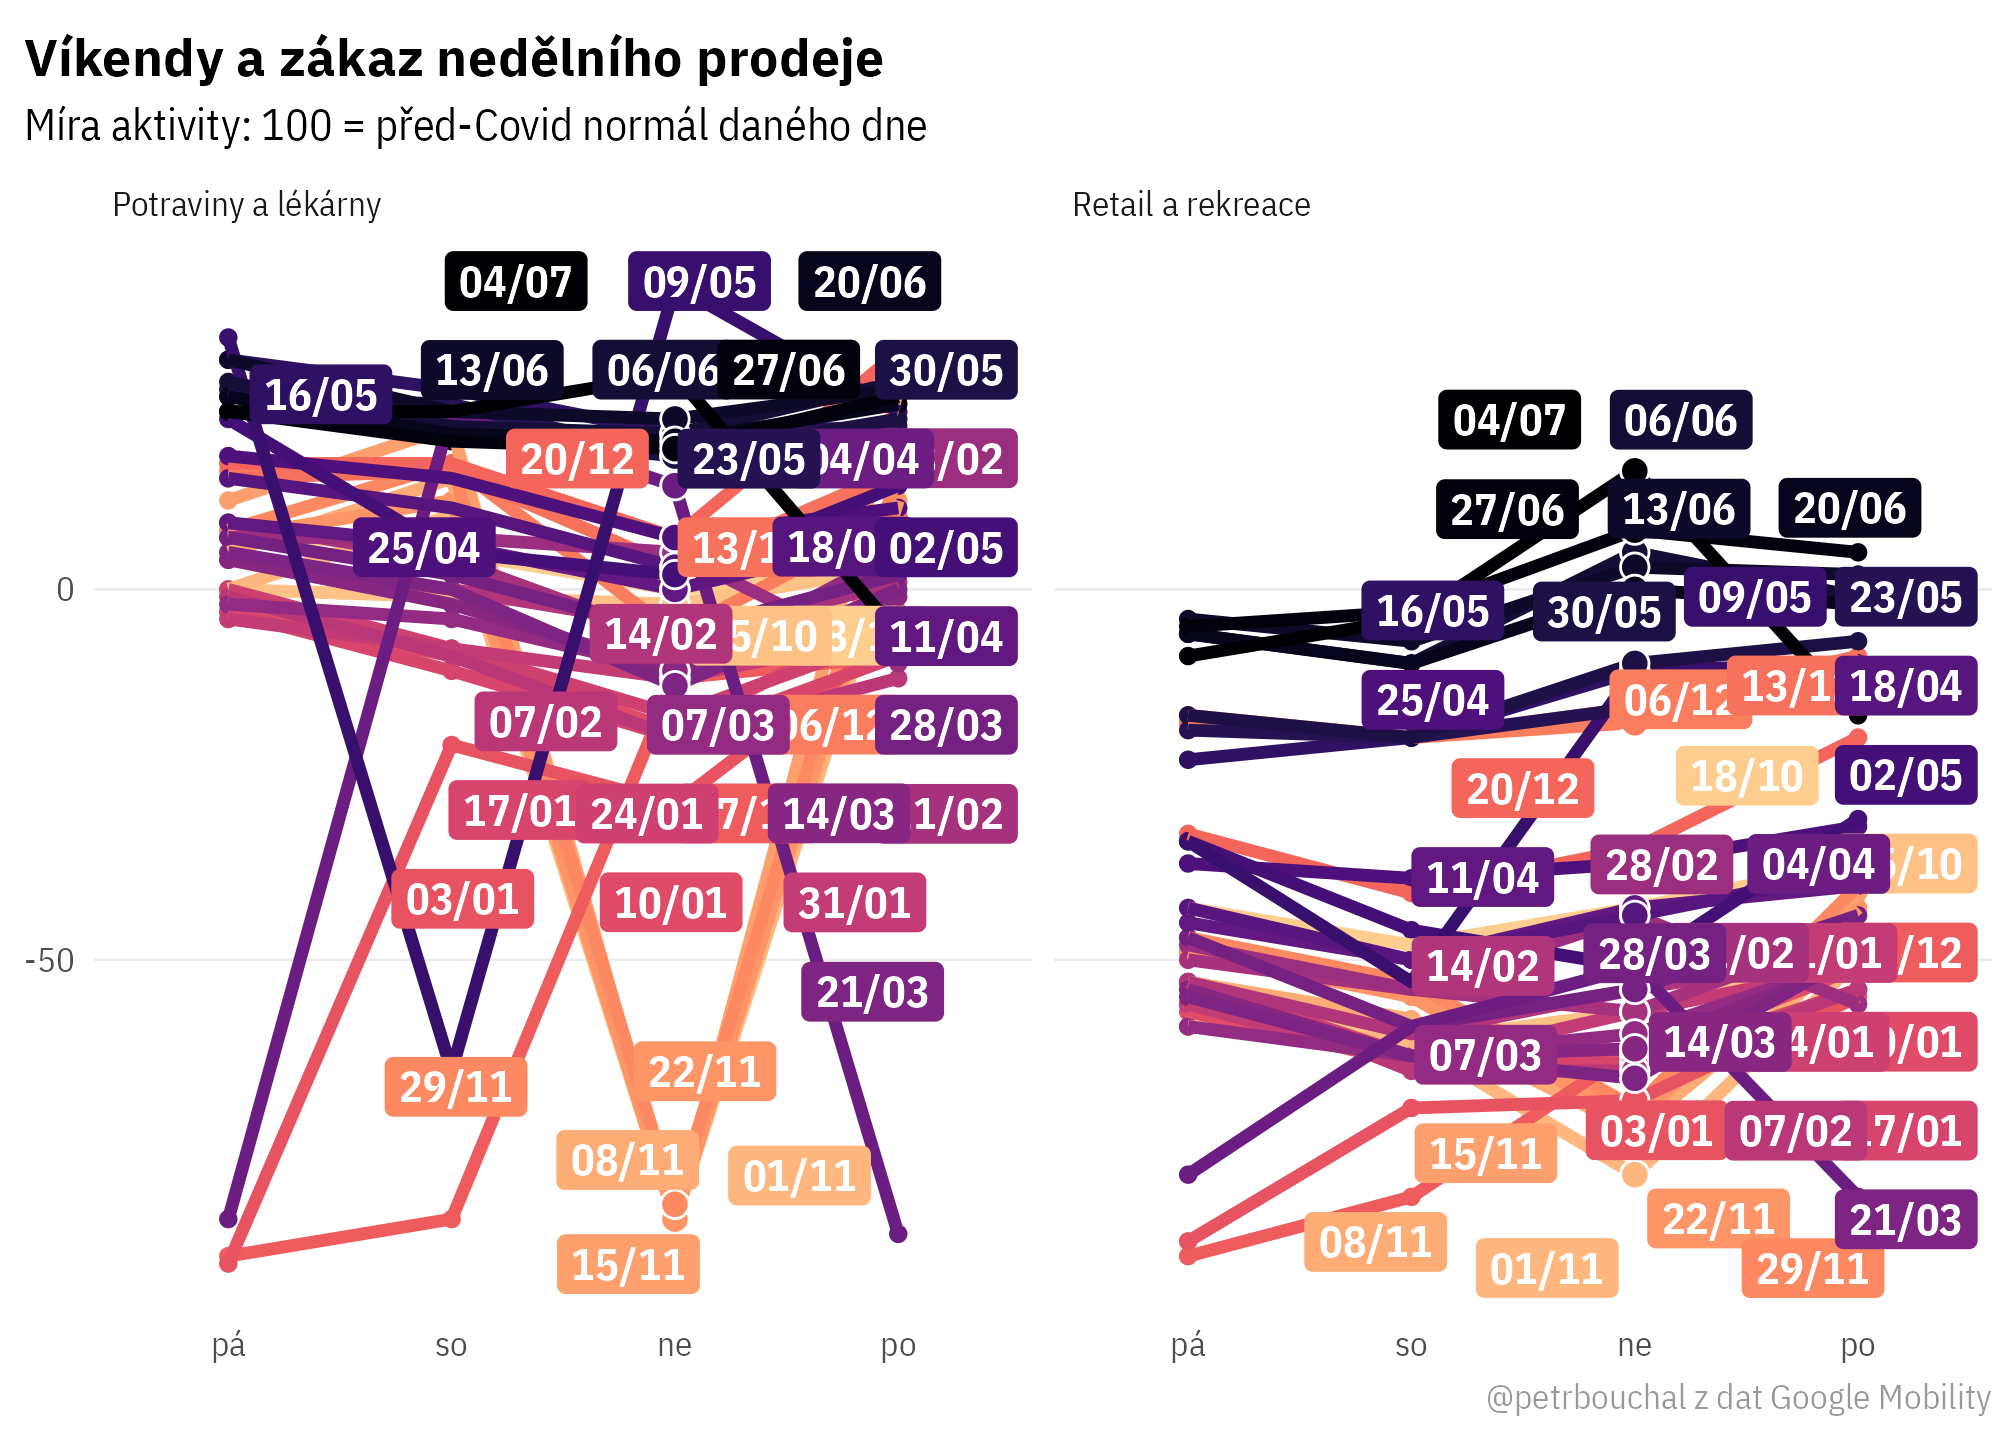 Víkendy a zákaz nedělního prodeje
Míra aktivity: 100 = před-Covid normál daného dne
Potraviny a lékárny
04/07 09/05 20/06
16/05 13/06 06/06 27/06 30/05
20/12 23/05 04/04 /02
25/04 13/1 18/0 02/05
0
14/02 5/10 11/04
07/02 07/03 06/12 28/03
17/01 24/01 7/1 14/03 1/02
03/01 10/01 31/01
-50
21/03
29/11 22/11
08/11 01/11
15/11
pá so ne po
Retail a rekreace
04/07 06/06
27/06 13/06 20/06
16/05 30/05 09/05 23/05
25/04 06/12 13/1 18/04
20/12 18/10 02/05
11/04 28/02 04/04 5/10
14/02 28/03 /02 /01 /12
07/03 14/03 4/01 /01
15/11 03/01 07/02 17/01
08/11 22/11 21/03
01/11 29/11
pá so ne po
@petrbouchal z dat Google Mobility